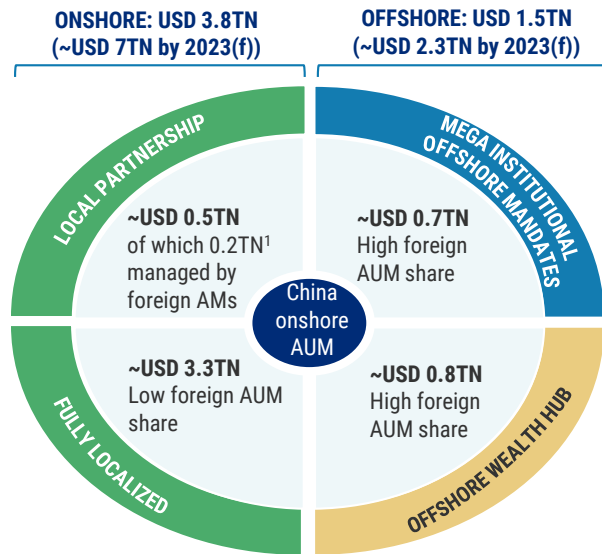 ONSHORE: USD 3.8TN
(~USD 7TN by 2023(f))
OFFSHORE: USD 1.5TN
(~USD 2.3TN by 2023(f))
LOCAL PARTNERSHIP
MEGA INSTITUTIONAL
OFFSHORE MANDATES
~USD 0.5TN
of which 0.2TN¹
managed by
foreign AMs
~USD 0.7TN
High foreign
AUM share
China
onshore
AUM
~USD 3.3TN
Low foreign AUM
share
~USD 0.8TN
High foreign
AUM share
FULLY LOCALIZED
OFFSHORE WEALTH HUB